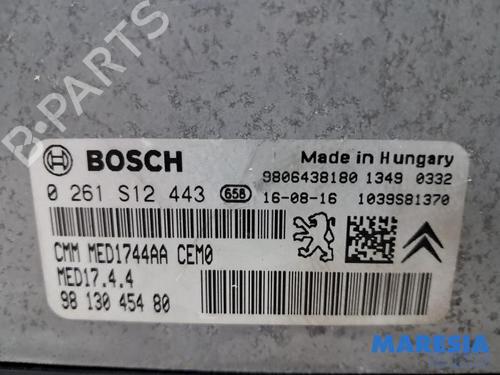 B-PARTS
BOSCH
Made in Hungary
9806438180 1349 0332
0 261 S12 443 658 16-08-16 1039S81370
CMM MED1744AA CEM0
MED17.4.4
98 130 454 80
MARESIA